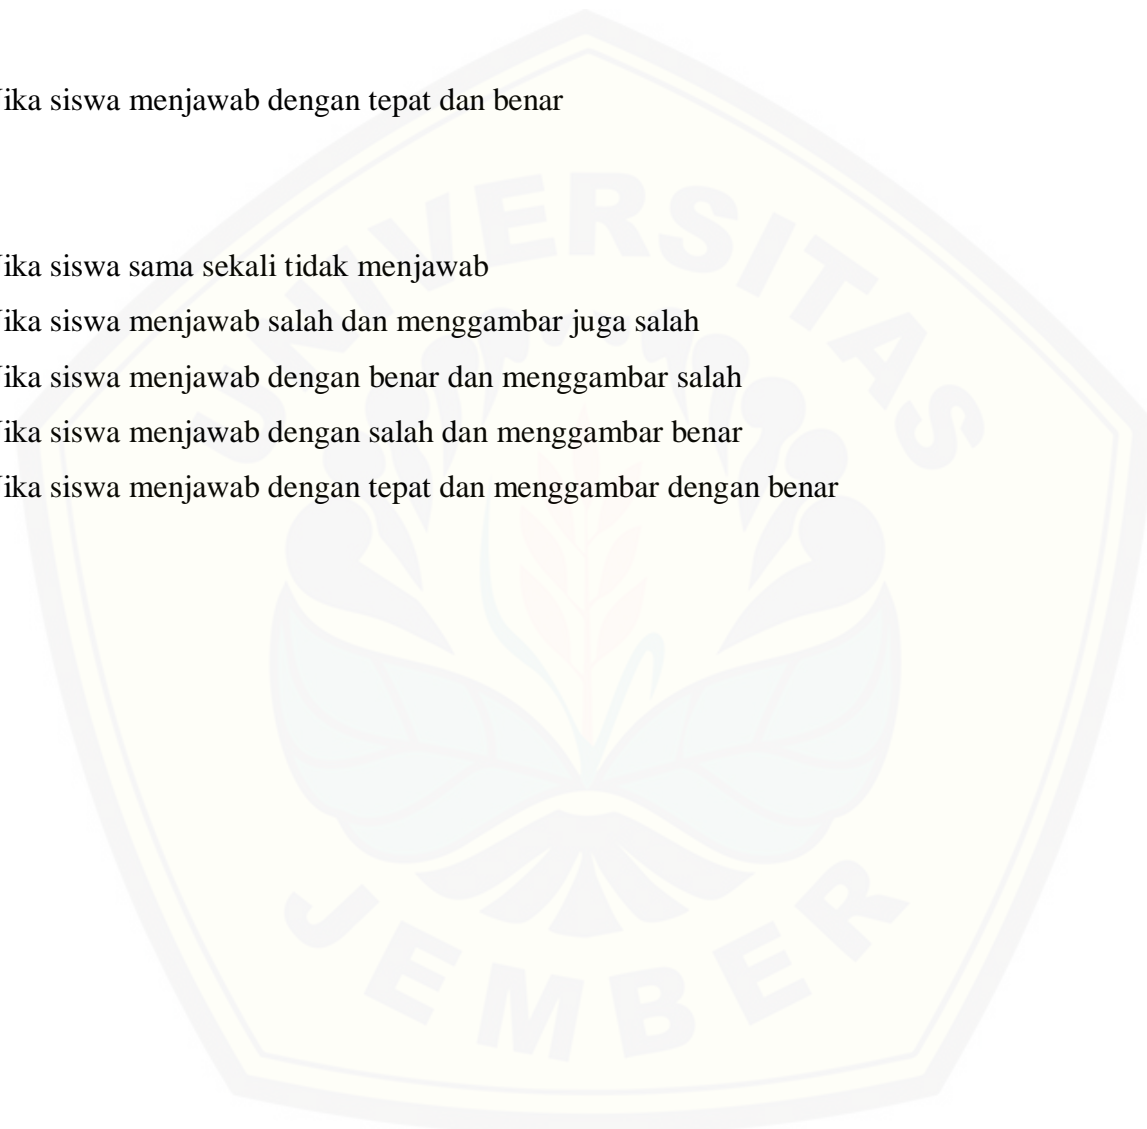 Jika siswa menjawab dengan tepat dan benar
Jika siswa sama sekali tidak menjawab
Jika siswa menjawab salah dan menggambar juga salah
Jika siswa menjawab dengan benar dan menggambar salah
Jika siswa menjawab dengan salah dan menggambar benar
Jika siswa menjawab dengan tepat dan menggambar dengan benar
UNIVERSITAS
JEMBER